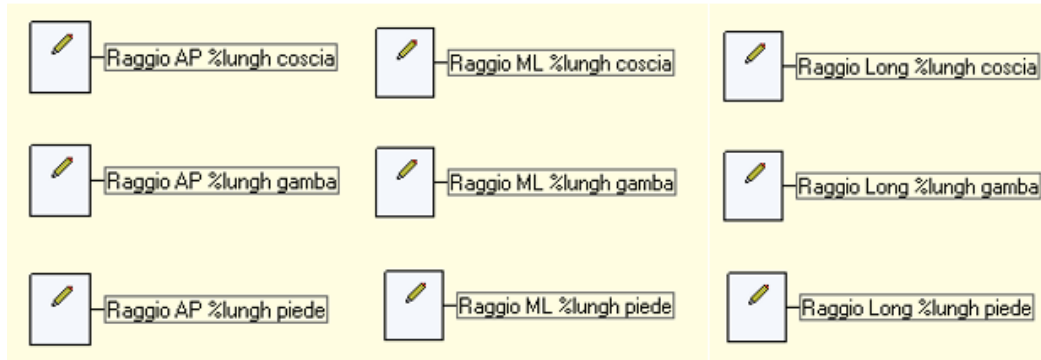 Raggio AP %lungh coscia
Raggio ML %lungh coscia
Raggio Long %lungh coscia
Raggio AP %lungh gamba
Raggio ML %lungh gamba
Raggio Long %lungh gamba
Raggio AP %lungh piede
Raggio ML %lungh piede
Raggio Long %lungh piede